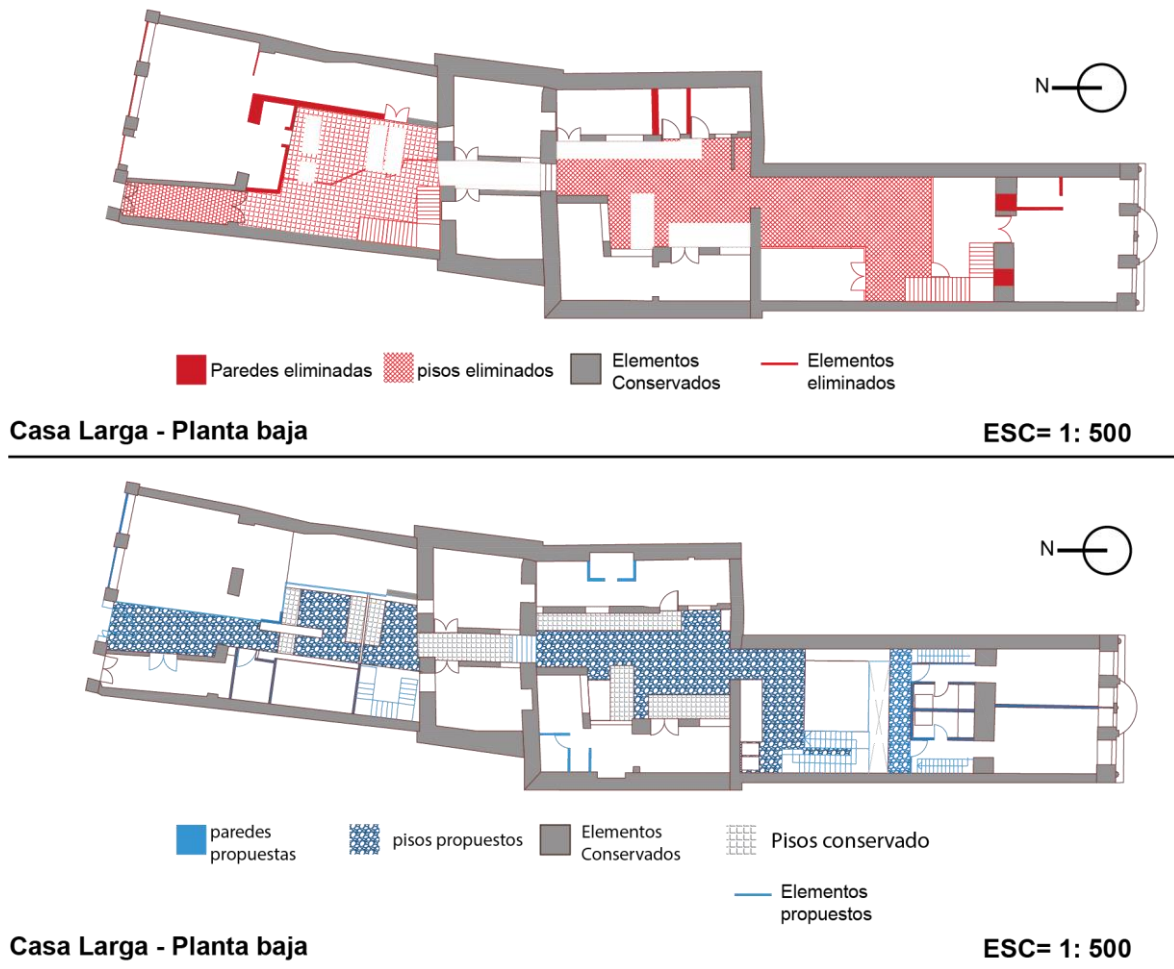 N
Paredes eliminadas
pisos eliminados
Elementos
Conservados
Elementos
eliminados
Casa Larga - Planta baja
ESC= 1: 500
N
paredes
propuestas
pisos propuestos
Elementos
Conservados
Pisos conservado
Elementos
propuestos
Casa Larga - Planta baja
ESC= 1: 500